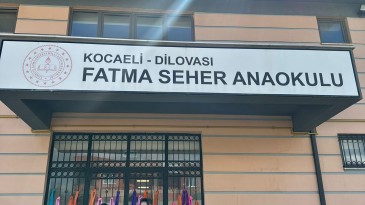 KOCAELİ - DİLOVASI
FATMA SEHER ANAOKULU